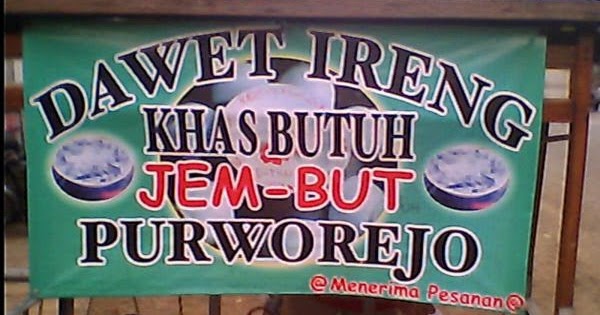 DAWET IRENG
KHAS BUTUH
JEM-BUT
PURWOREJO
@Menerima Pesanan@